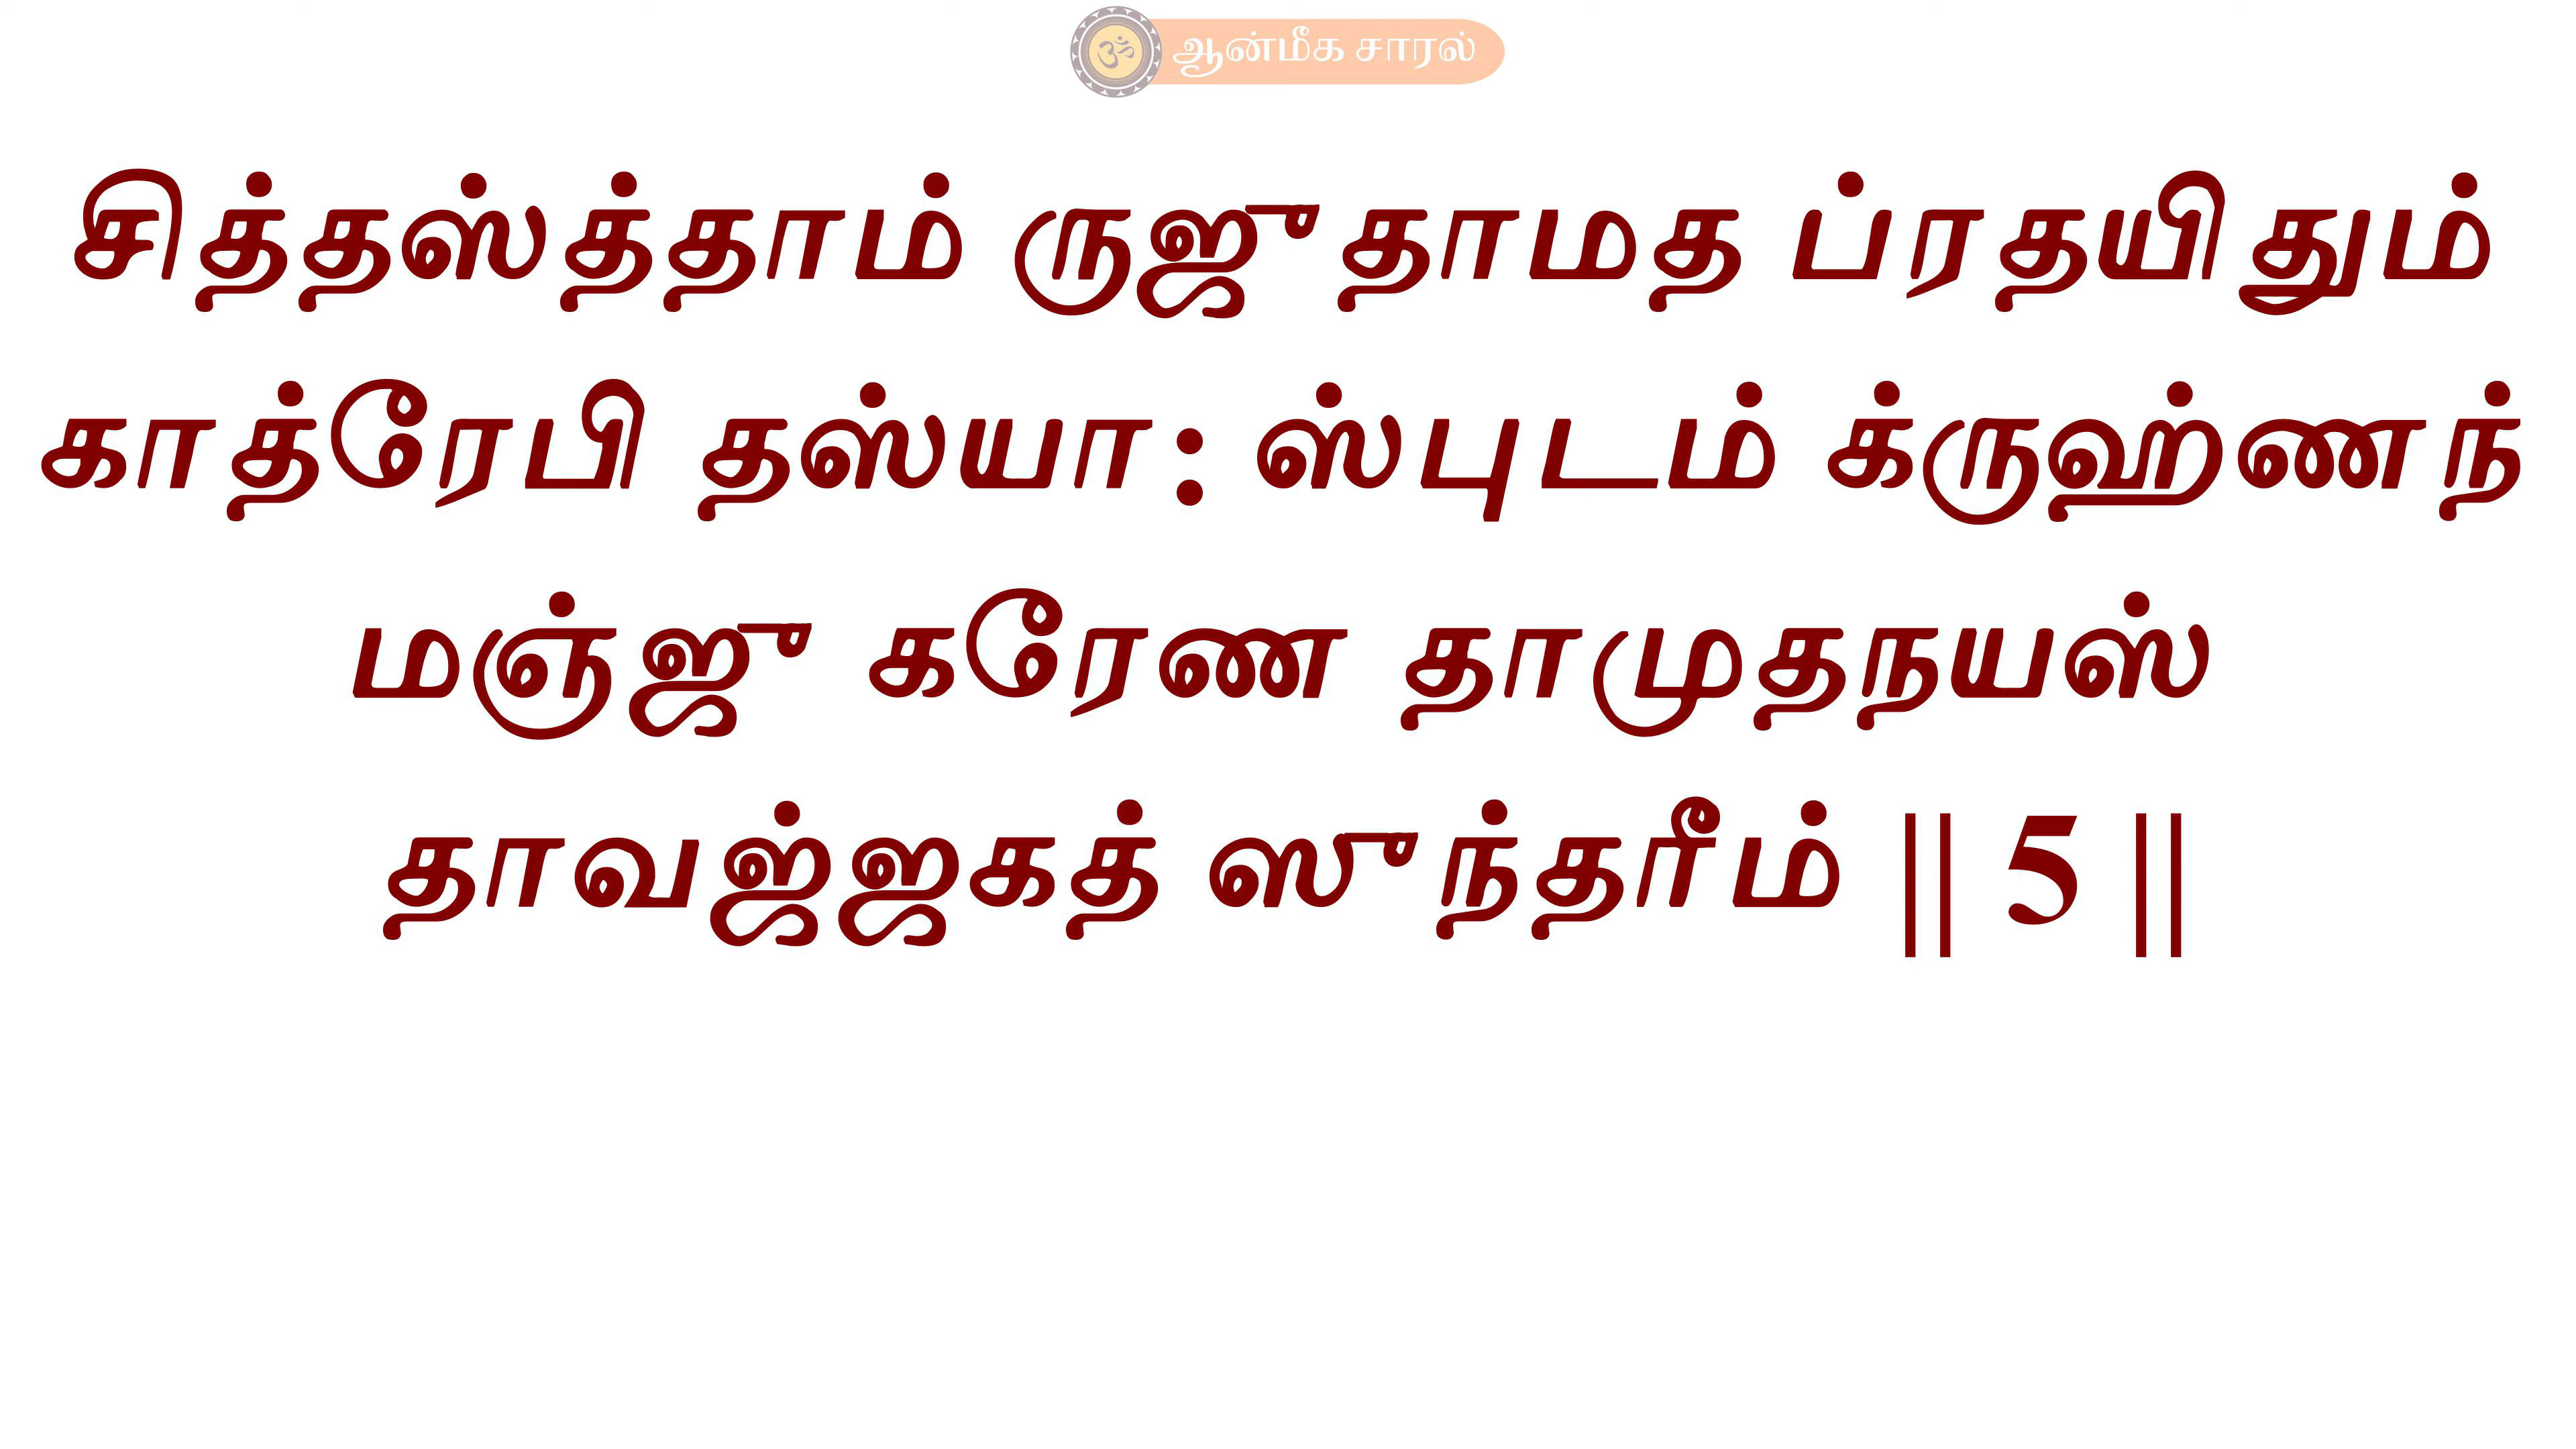 ஆன்மீக சாரல்
சித்தஸ்த்தாம் ருஜுதாமத ப்ரதயிதும்
காத்ரேபி தஸ்யா: ஸ்புடம் க்ருஹ்ணந்
மஞ்ஜு கரேண தாமுதநயஸ்
தாவஜ்ஜகத் ஸுந்தரீம் || 5 ||